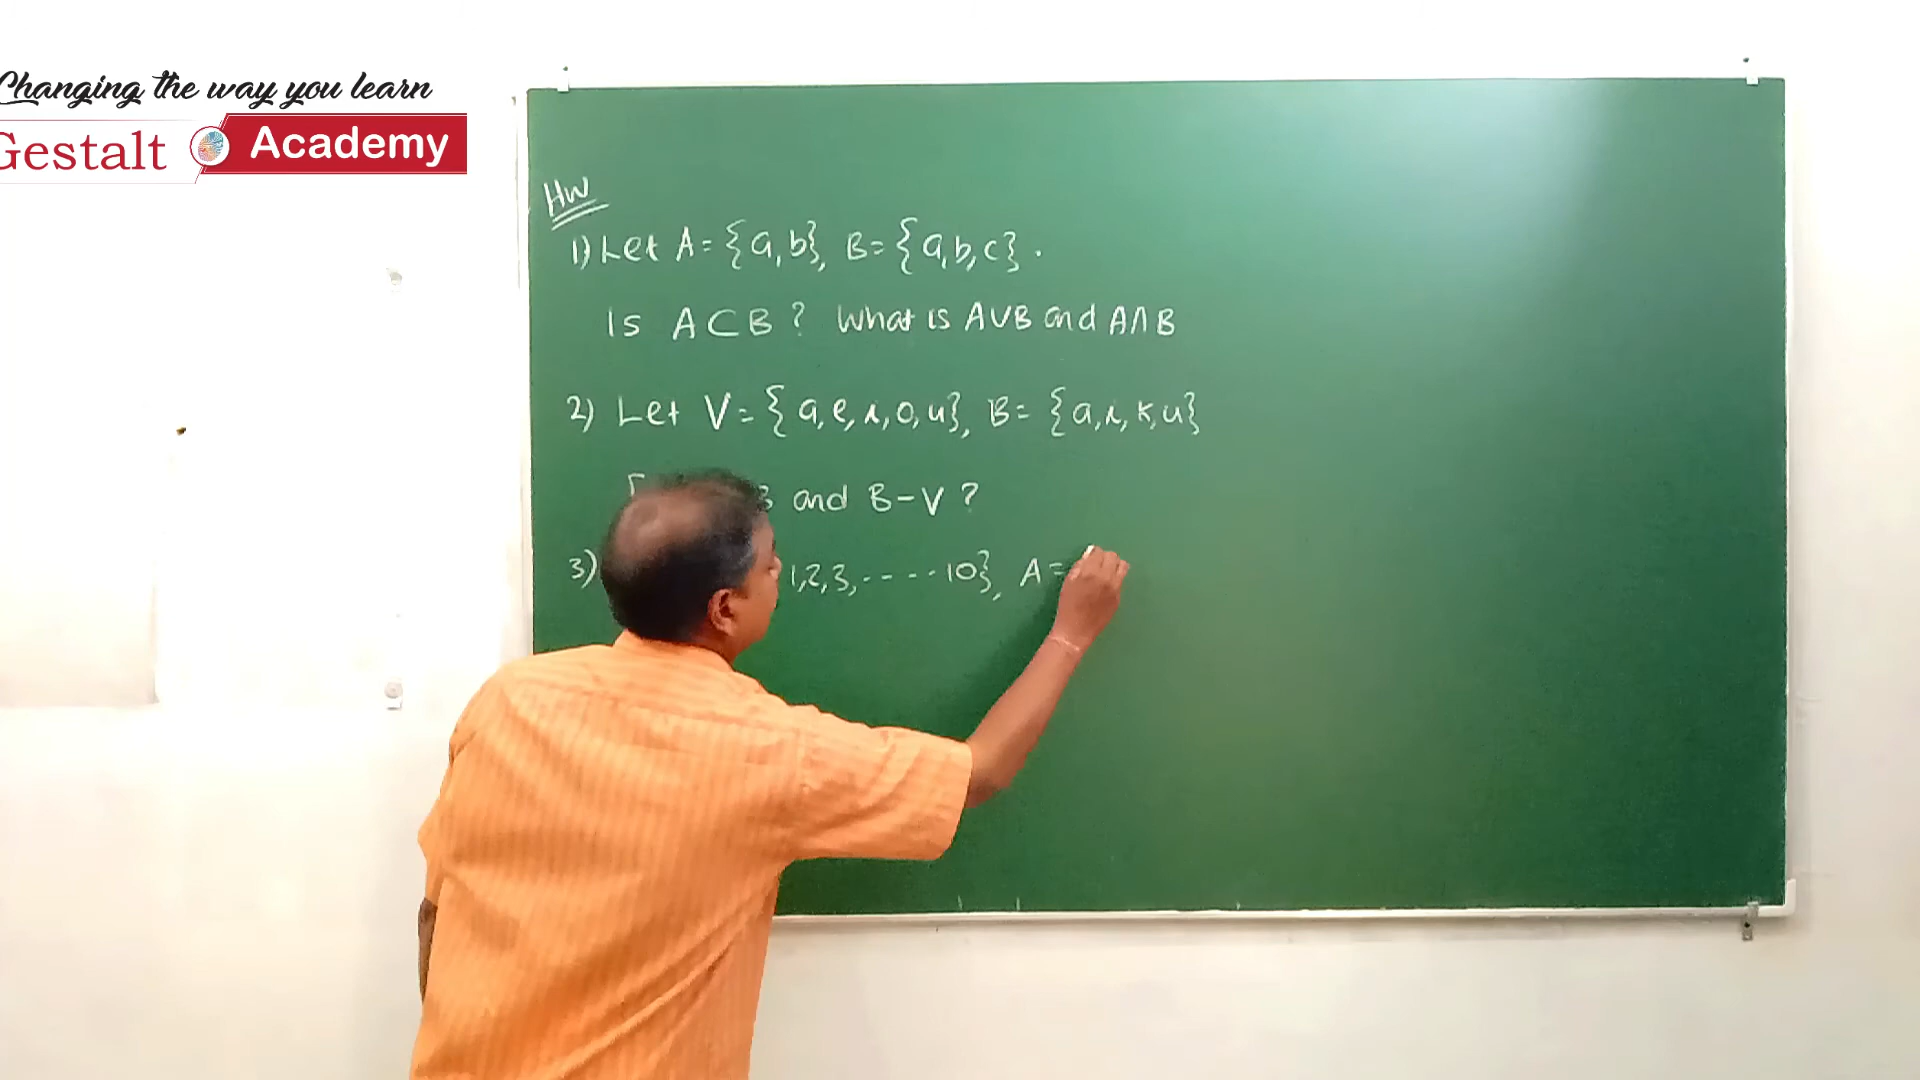 Changing the way you learn
Gestalt Academy
HW
1) Let A = {a, b}, B = {a, b, c}.
Is A ⊂ B ? What is A∪B and A∩B
2) Let V = { a, e, i, o, u}, B = {a, i, k, u}
and B - V ?
3) 1, 2, 3, ..... 10}, A =